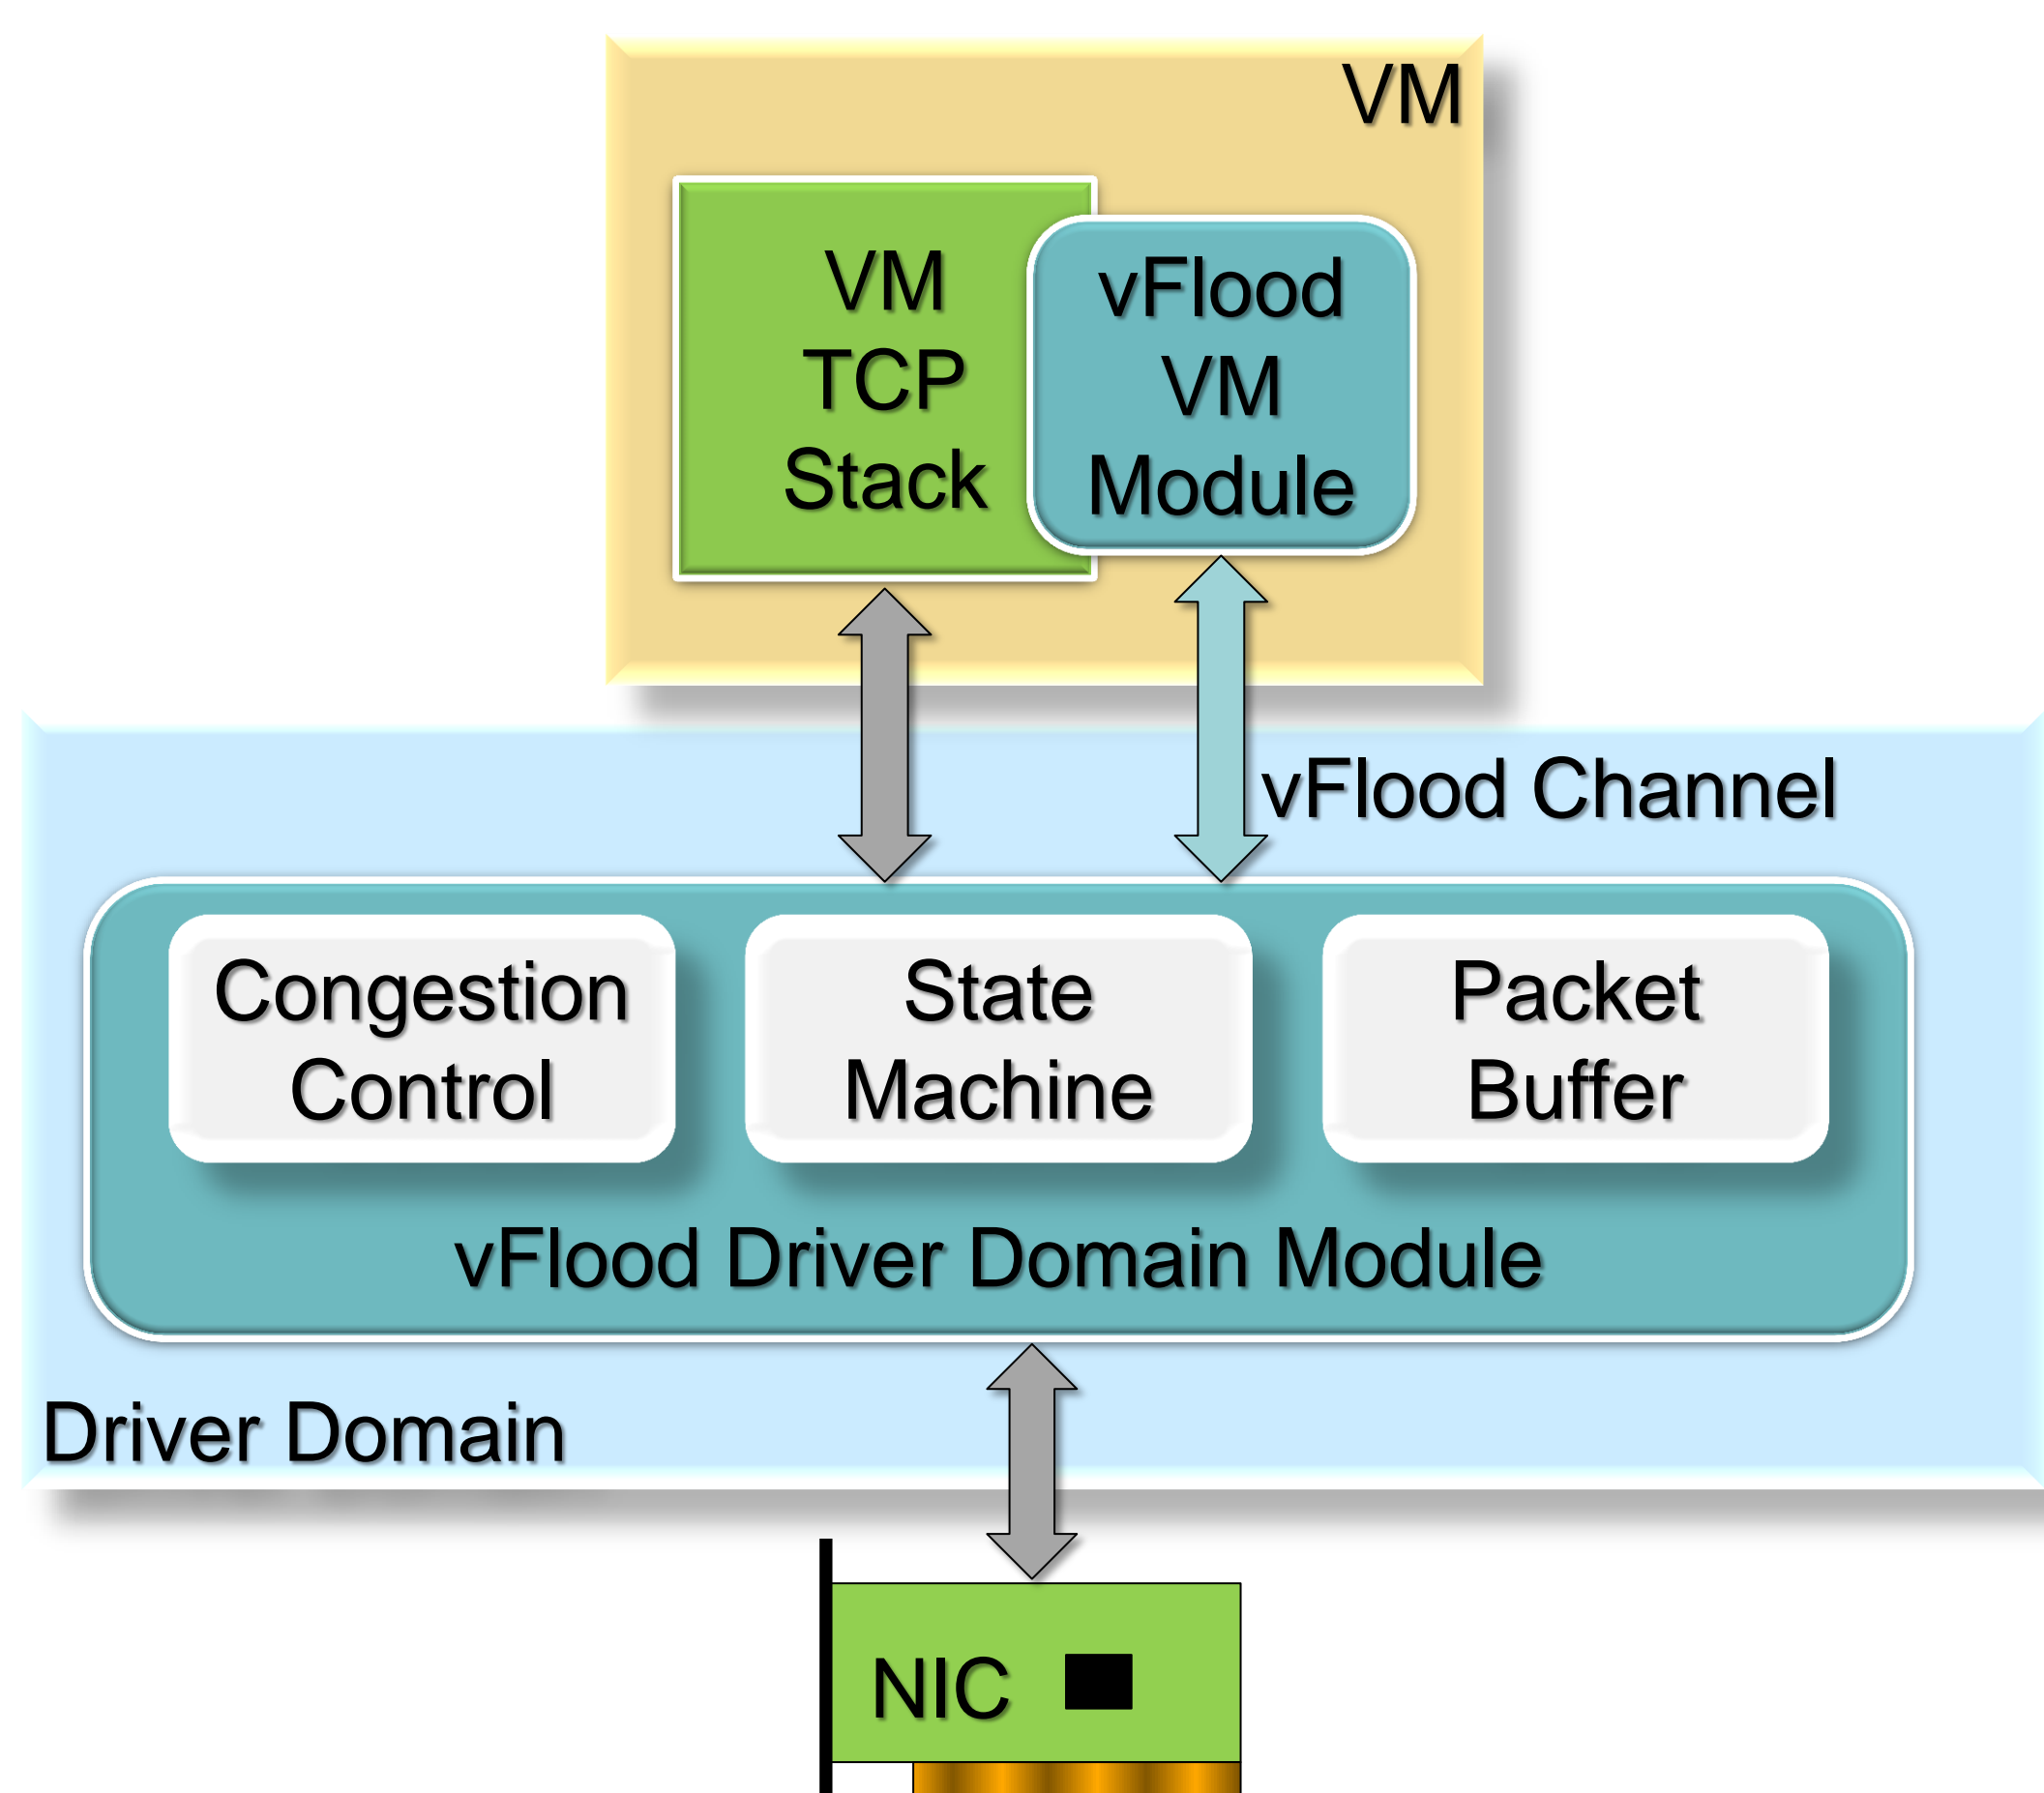 VM
VM
TCP
Stack
vFlood
VM
Module
vFlood Channel
Congestion
Control
State
Machine
Packet
Buffer
vFlood Driver Domain Module
Driver Domain
NIC